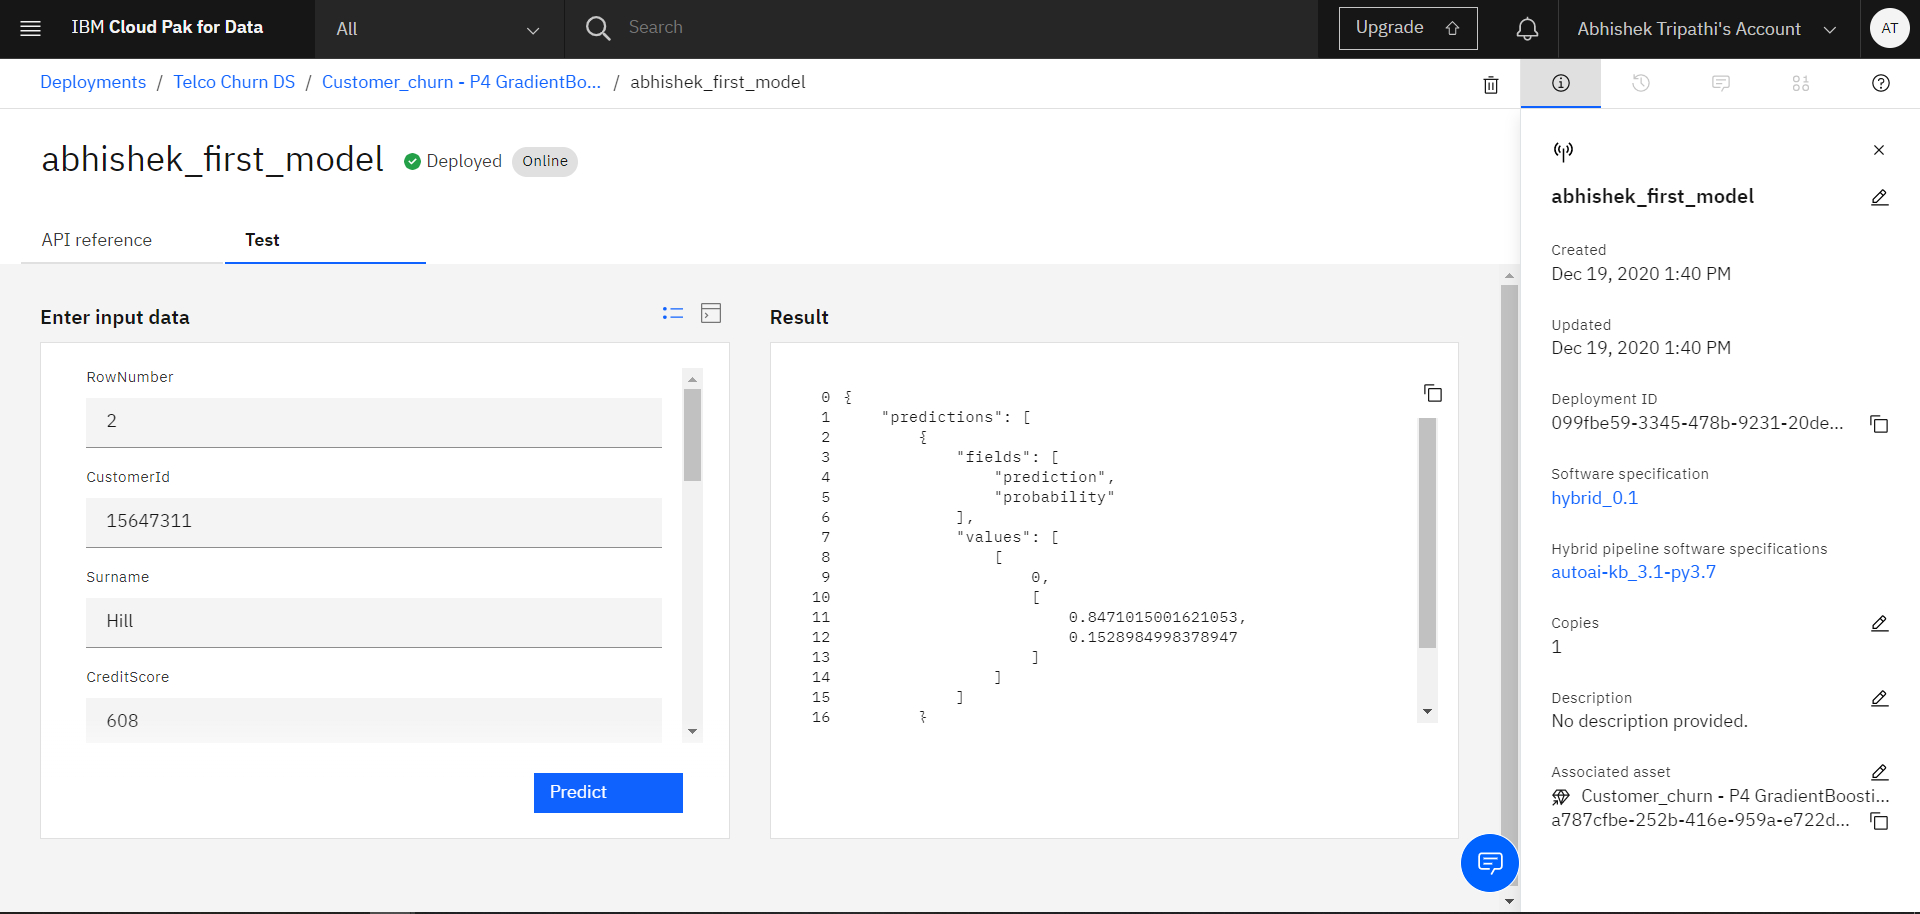 IBM Cloud Pak for Data
All
Search
Upgrade
Abhishek Tripathi's Account
AT
Deployments / Telco Churn DS / Customer_churn - P4 GradientBo... / abhishek_first_model
abhishek_first_model
Deployed
Online
API reference
Test
Enter input data
RowNumber
2
CustomerId
15647311
Surname
Hill
CreditScore
608
Predict
Result
0 {
1 "predictions": [
2 {
3 "fields": [
4 "prediction",
5 "probability"
6 ],
7 "values": [
8 [
9 0,
10 [
11 0.8471015001621053,
12 0.1528984998378947
13 ]
14 ]
15 ]
16 }
abhishek_first_model
Created
Dec 19, 2020 1:40 PM
Updated
Dec 19, 2020 1:40 PM
Deployment ID
099fbe59-3345-478b-9231-20de...
Software specification
hybrid_0.1
Hybrid pipeline software specifications
autoai-kb_3.1-py3.7
Copies
1
Description
No description provided.
Associated asset
Customer_churn - P4 GradientBoosti...
a787cfbe-252b-416e-959a-e722d...